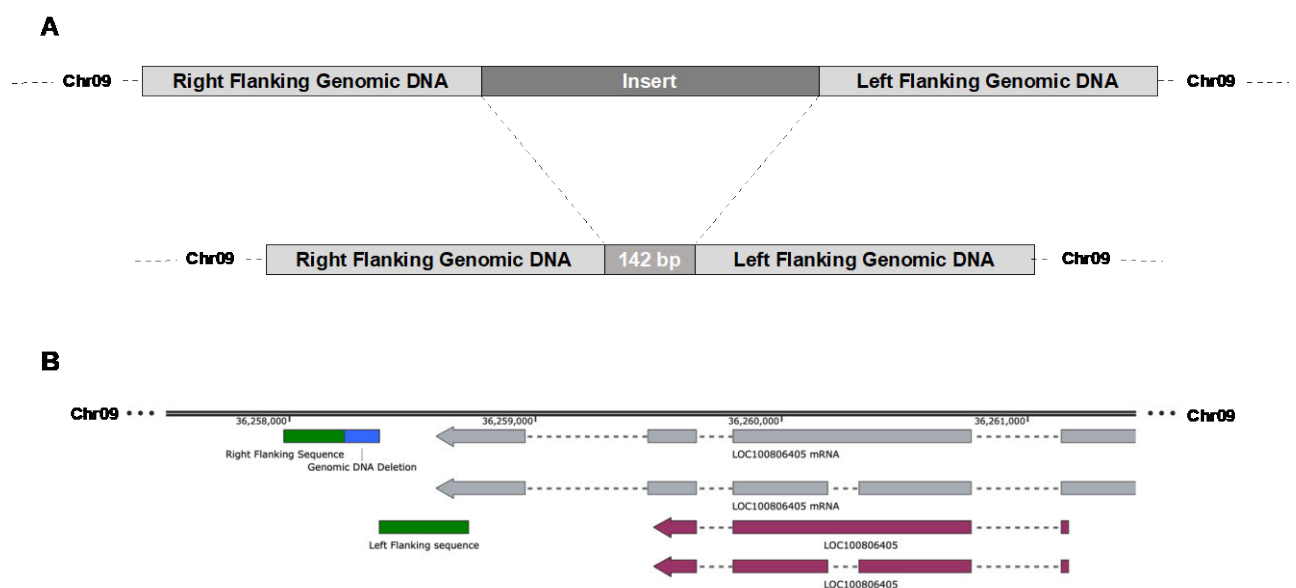 A
Chr09 Right Flanking Genomic DNA Insert Left Flanking Genomic DNA Chr09
Chr09 Right Flanking Genomic DNA 142 bp Left Flanking Genomic DNA Chr09
B
Chr09 ••• ••• Chr09
36,258,000 36,259,000 36,260,000 36,261,000
Right Flanking Sequence LOC100806405 mRNA
Genomic DNA Deletion
LOC100806405 mRNA
Left Flanking sequence LOC100806405
LOC100806405